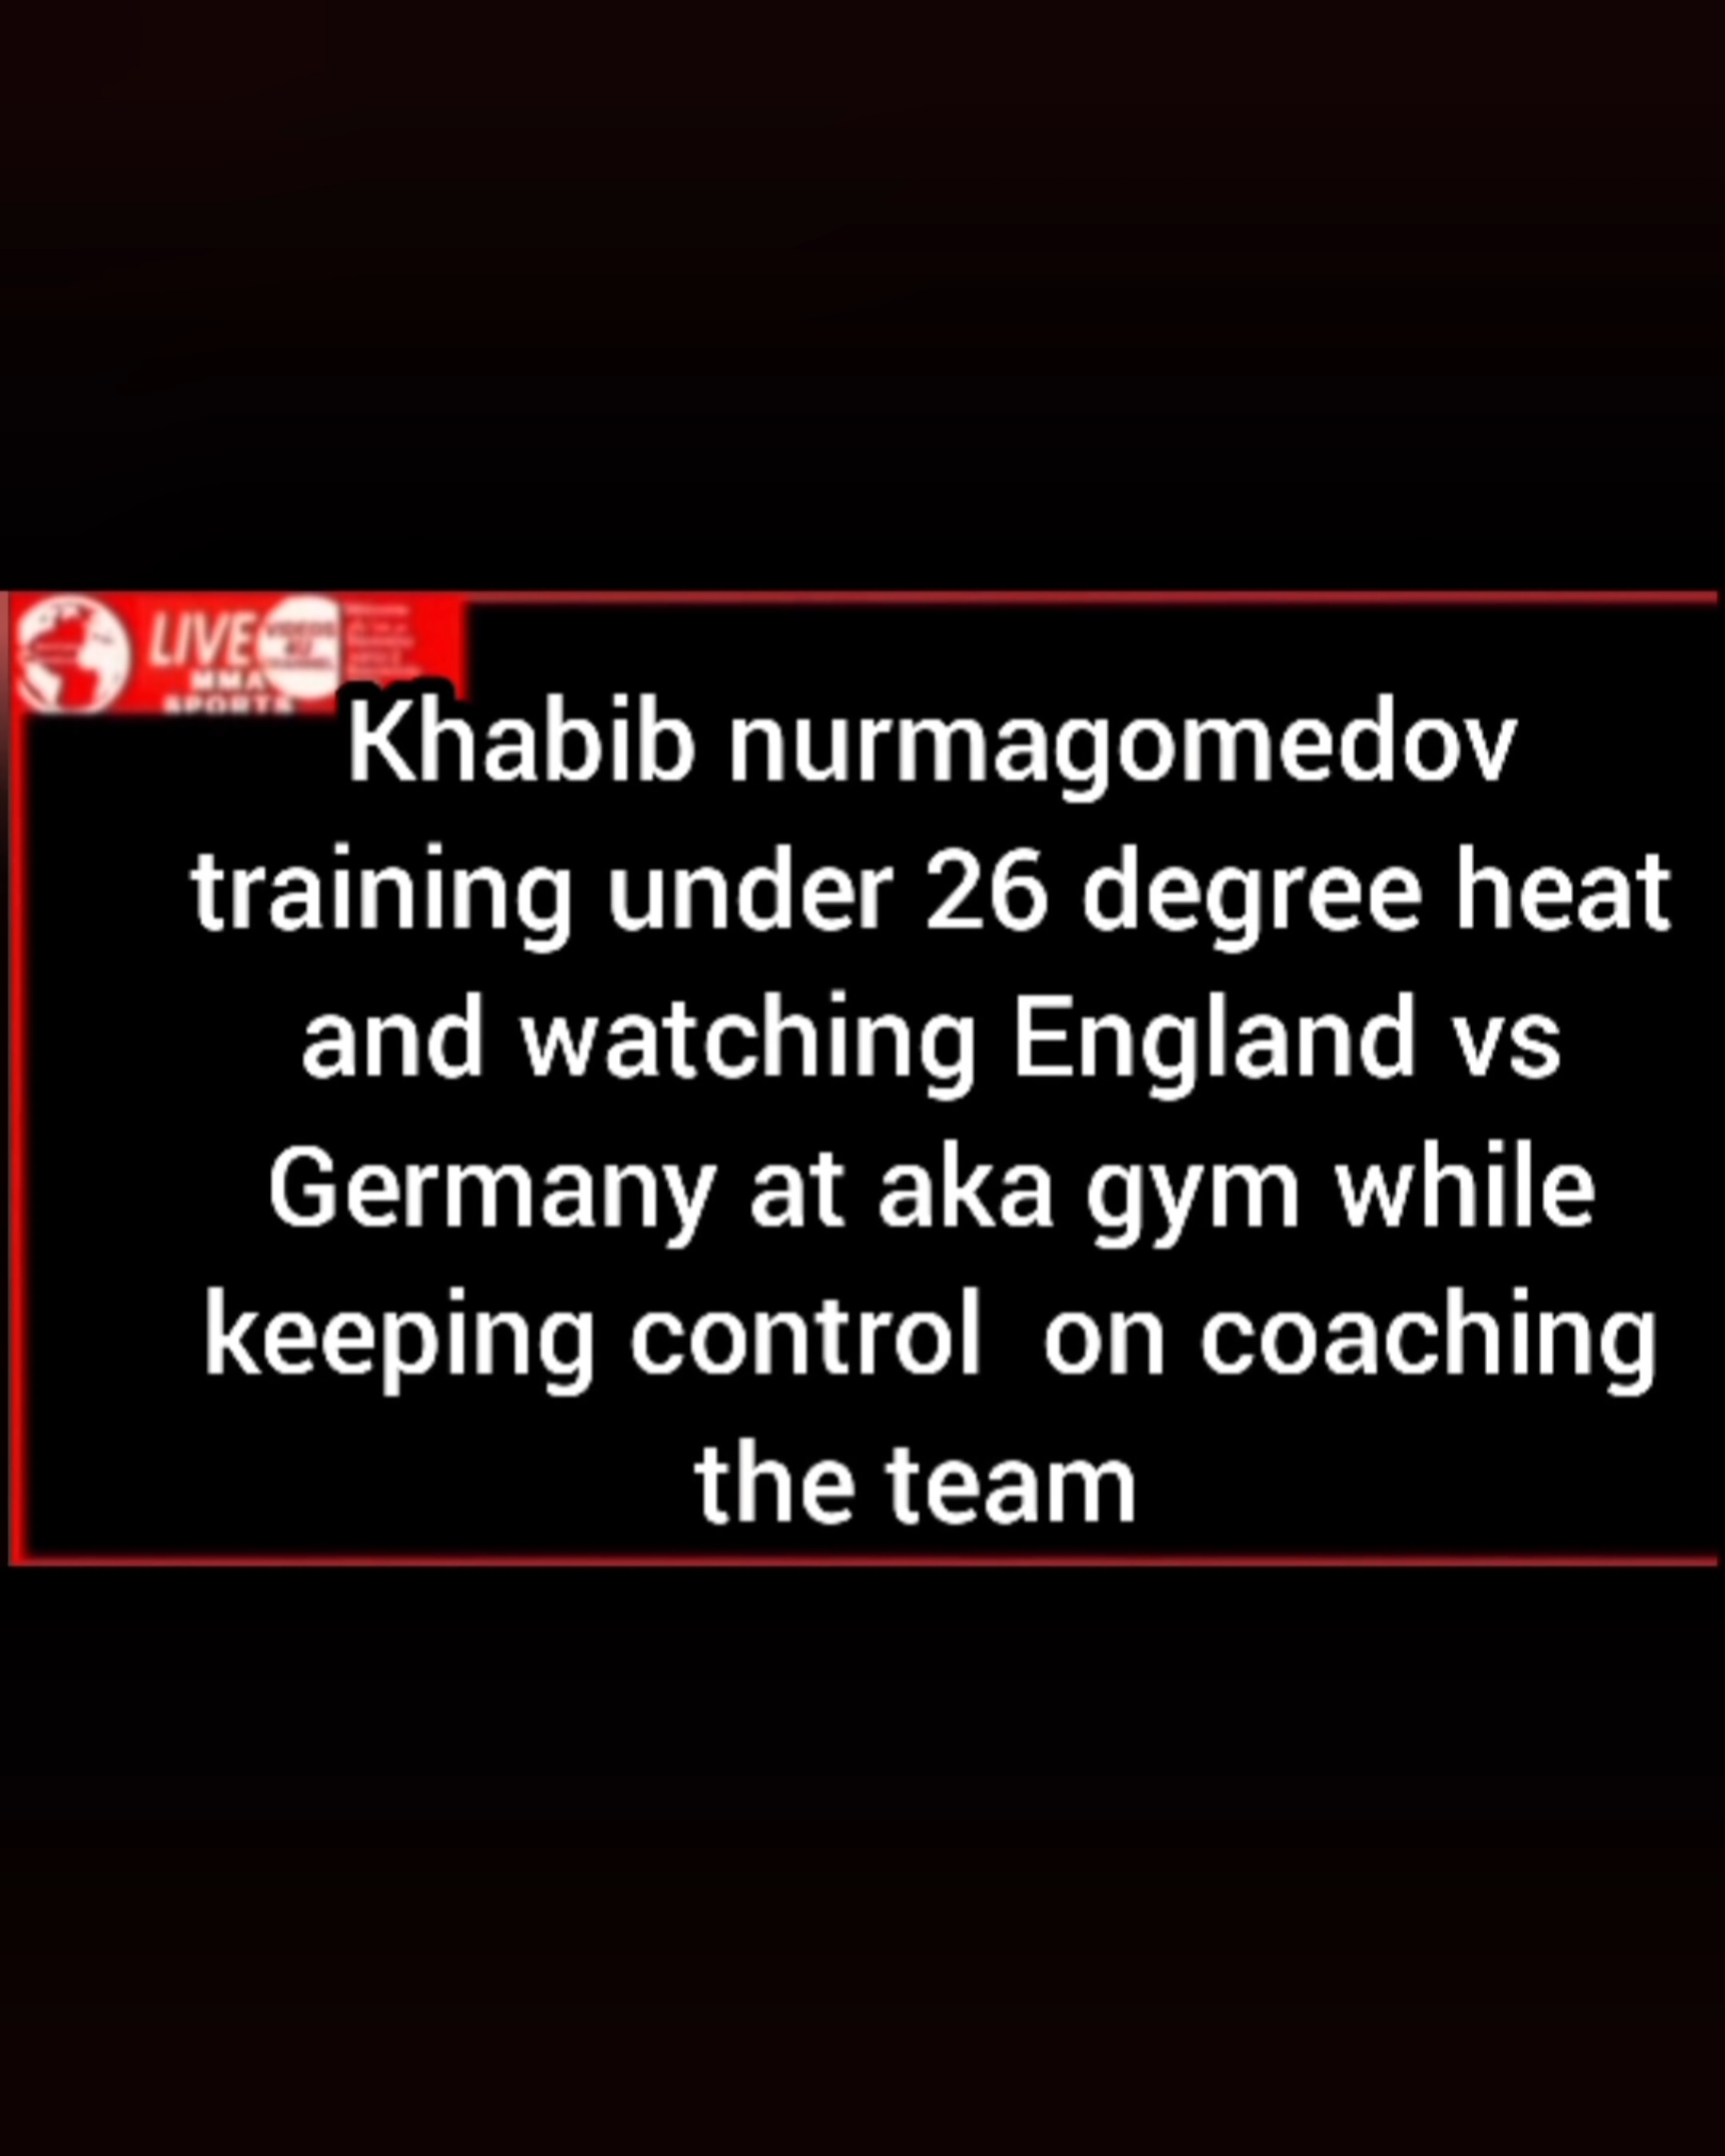 LIVE
MMA
SPORTS
Khabib nurmagomedov
training under 26 degree heat
and watching England vs
Germany at aka gym while
keeping control  on coaching
the team